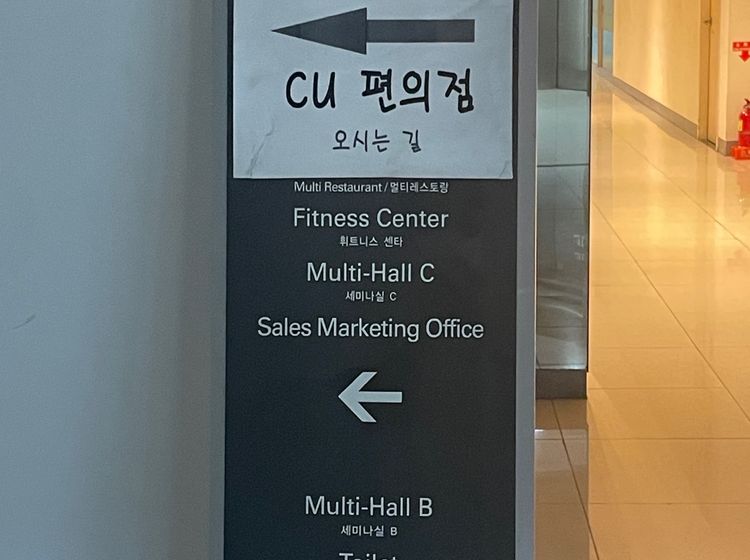 CU 편의점
오시는 길
Multi Restaurant / 멀티레스토랑
Fitness Center
휘트니스 센타
Multi-Hall C
세미나실 C
Sales Marketing Office
Multi-Hall B
세미나실 B
Toilet